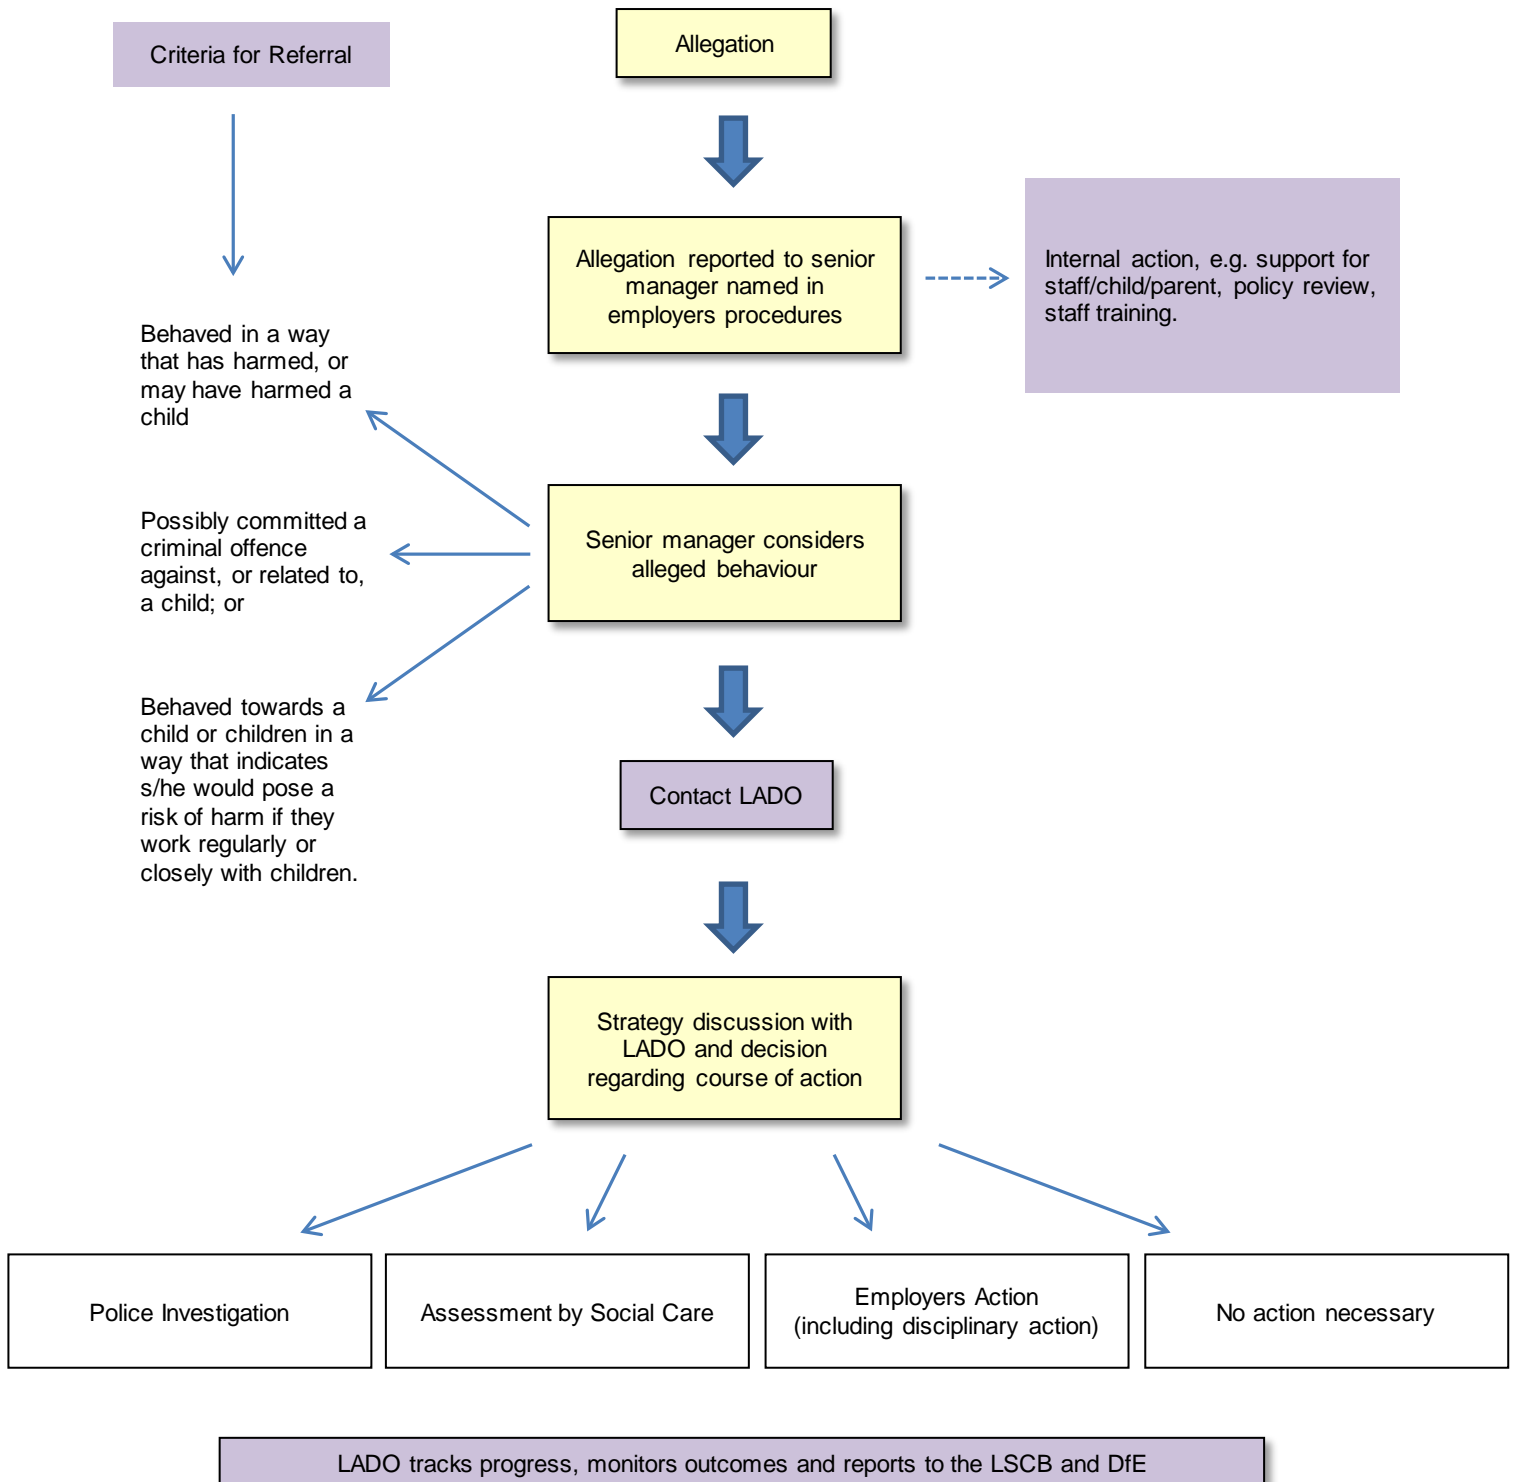 Criteria for Referral
Allegation
Allegation reported to senior
manager named in
employers procedures
Internal action, e.g. support for
staff/child/parent, policy review,
staff training.
Behaved in a way
that has harmed, or
may have harmed a
child
Possibly committed a
criminal offence
against, or related to,
a child; or
Senior manager considers
alleged behaviour
Behaved towards a
child or children in a
way that indicates
s/he would pose a
risk of harm if they
work regularly or
closely with children.
Contact LADO
Strategy discussion with
LADO and decision
regarding course of action
Police Investigation
Assessment by Social Care
Employers Action
(including disciplinary action)
No action necessary
LADO tracks progress, monitors outcomes and reports to the LSCB and DfE